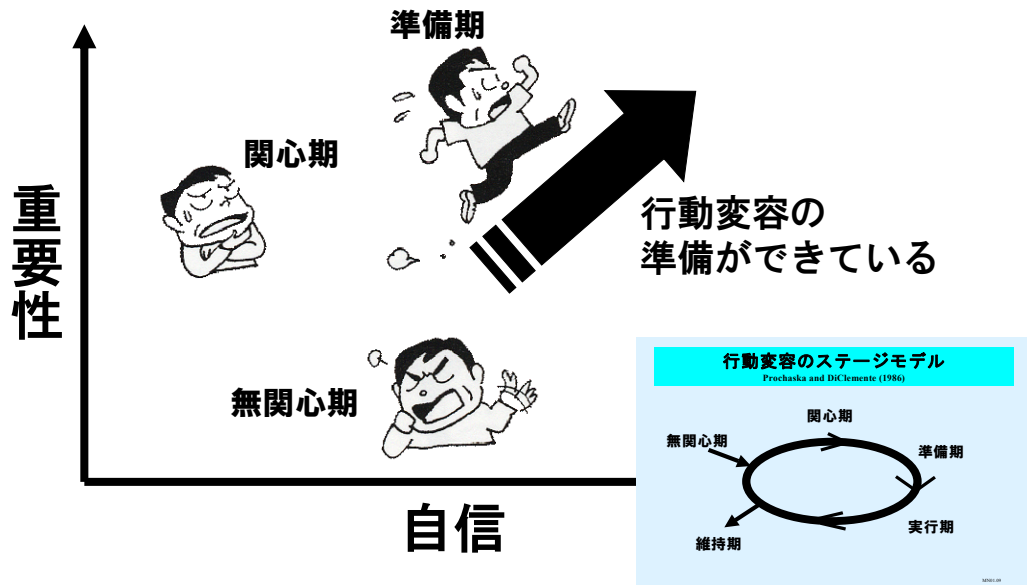 準備期
関心期
重要性
行動変容の
準備ができている
無関心期
自信
行動変容のステージモデル
Prochaska and DiClemente (1986)
関心期
無関心期
準備期
実行期
維持期